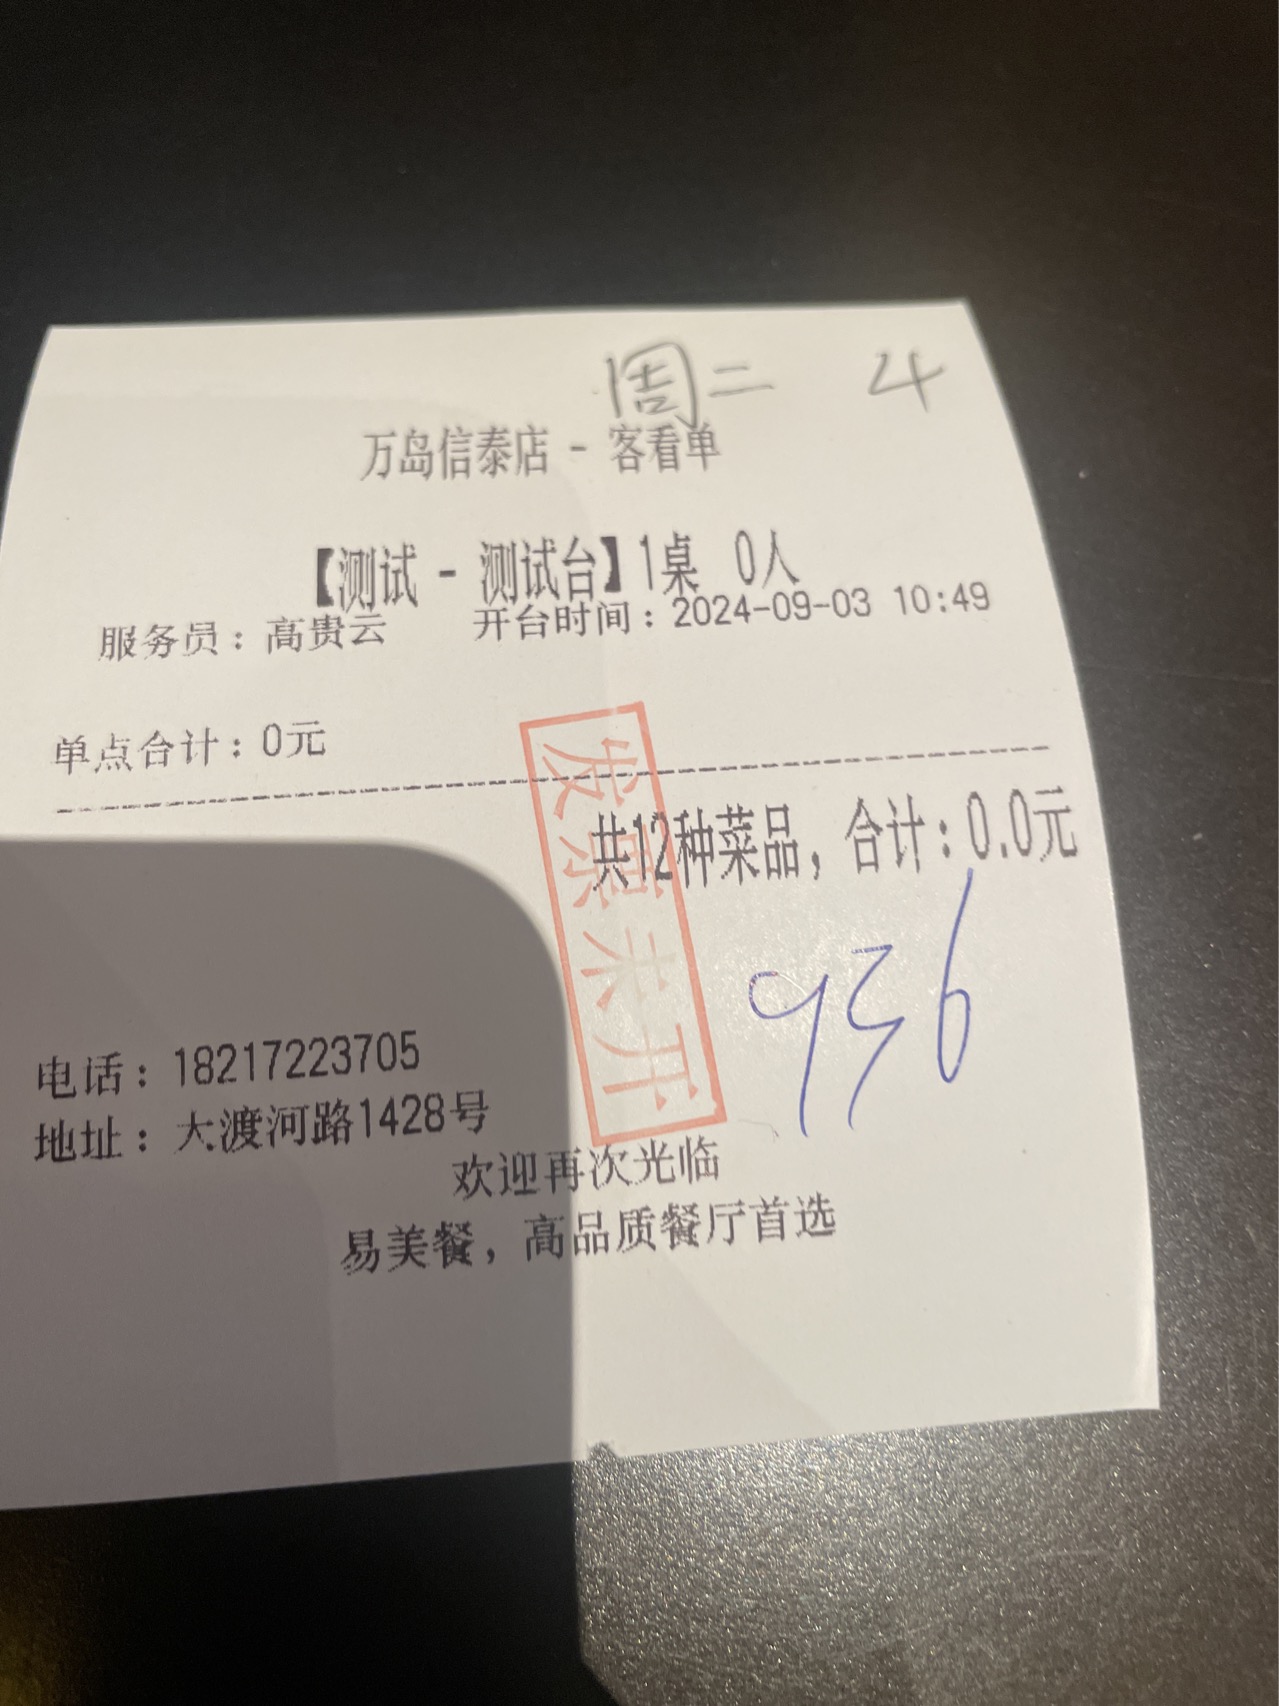 周二 4
万岛信泰店 - 客看单
【测试 - 测试台】1桌 0人
服务员：高贵云 开台时间：2024-09-03 10:49
单点合计：0元
共12种菜品，合计：0.0元
发票未开
936
电话：18217223705
地址：大渡河路1428号
欢迎再次光临
易美餐，高品质餐厅首选